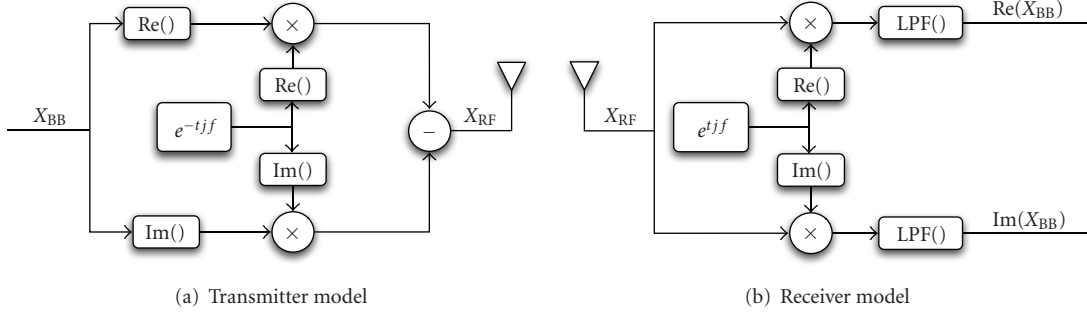 Re()
×
Re()
X_BB
e^{-tjf}
−
X_RF
Im()
Im()
×
(a) Transmitter model
×
LPF()
Re(X_BB)
Re()
X_RF
e^{tjf}
Im()
×
LPF()
Im(X_BB)
(b) Receiver model